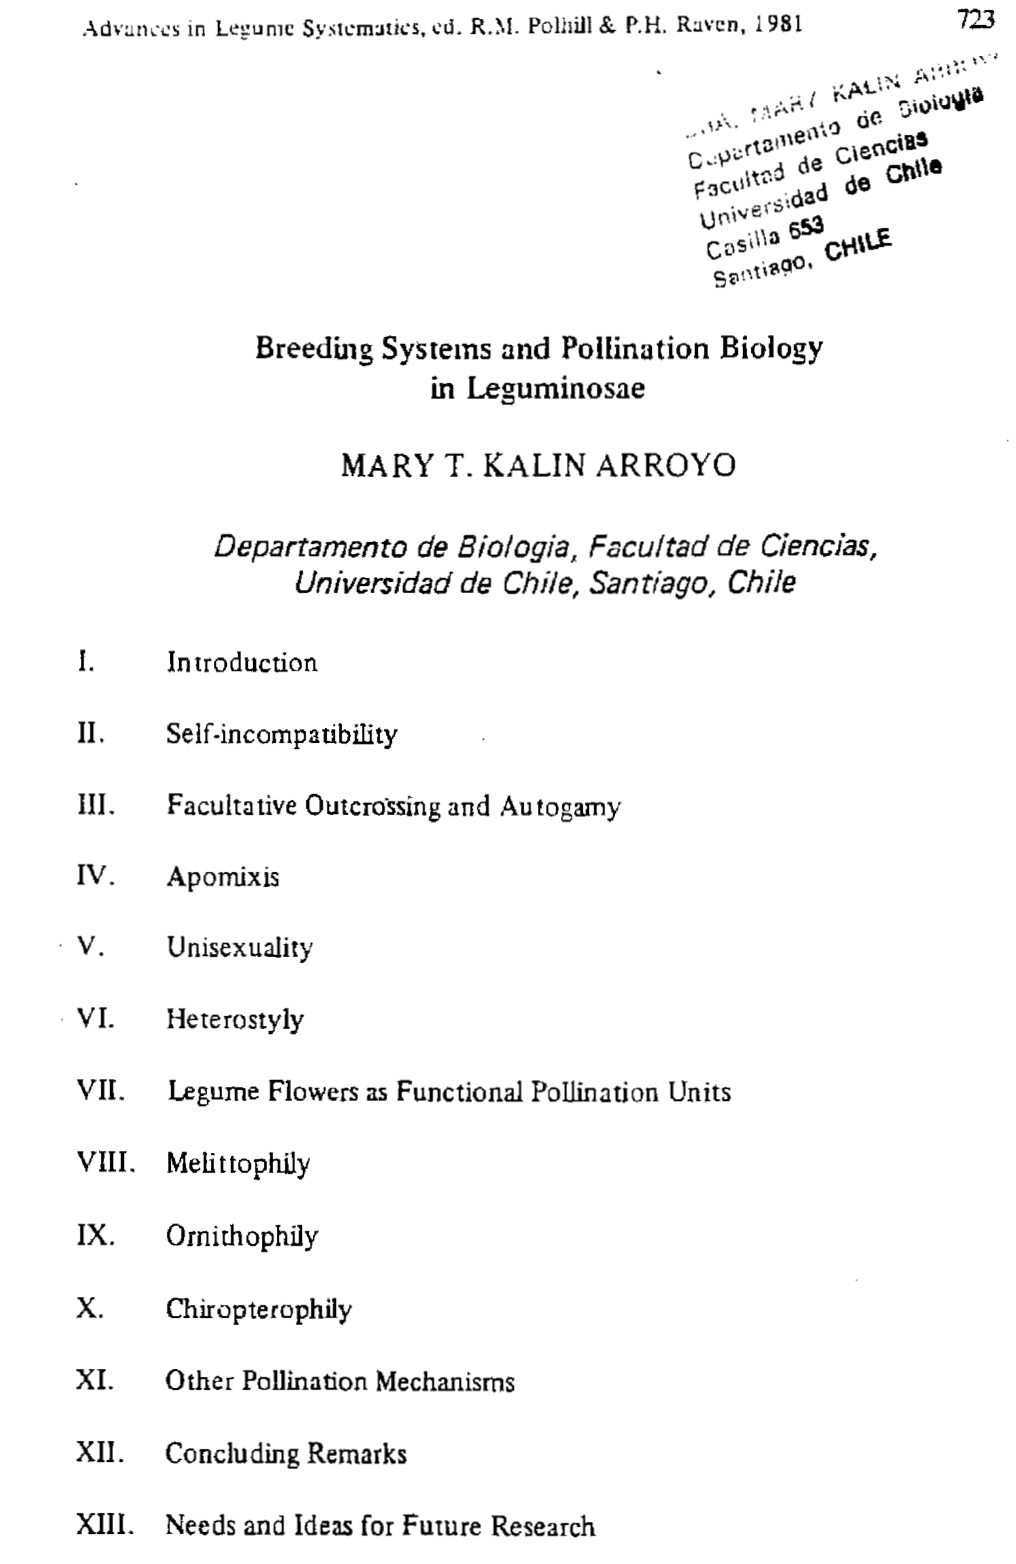 Advances in Legume Systematics, ed. R.M. Polhill & P.H. Raven, 1981
723
MARY KALIN ARROYO
Departamento de Biologia
Facultad de Ciencias
Universidad de Chile
Casilla 653
Santiago, CHILE
Breeding Systems and Pollination Biology
in Leguminosae
MARY T. KALIN ARROYO
Departamento de Biologia, Facultad de Ciencias,
Universidad de Chile, Santiago, Chile
I. Introduction
II. Self-incompatibility
III. Facultative Outcrossing and Autogamy
IV. Apomixis
V. Unisexuality
VI. Heterostyly
VII. Legume Flowers as Functional Pollination Units
VIII. Melittophily
IX. Ornithophily
X. Chiropterophily
XI. Other Pollination Mechanisms
XII. Concluding Remarks
XIII. Needs and Ideas for Future Research